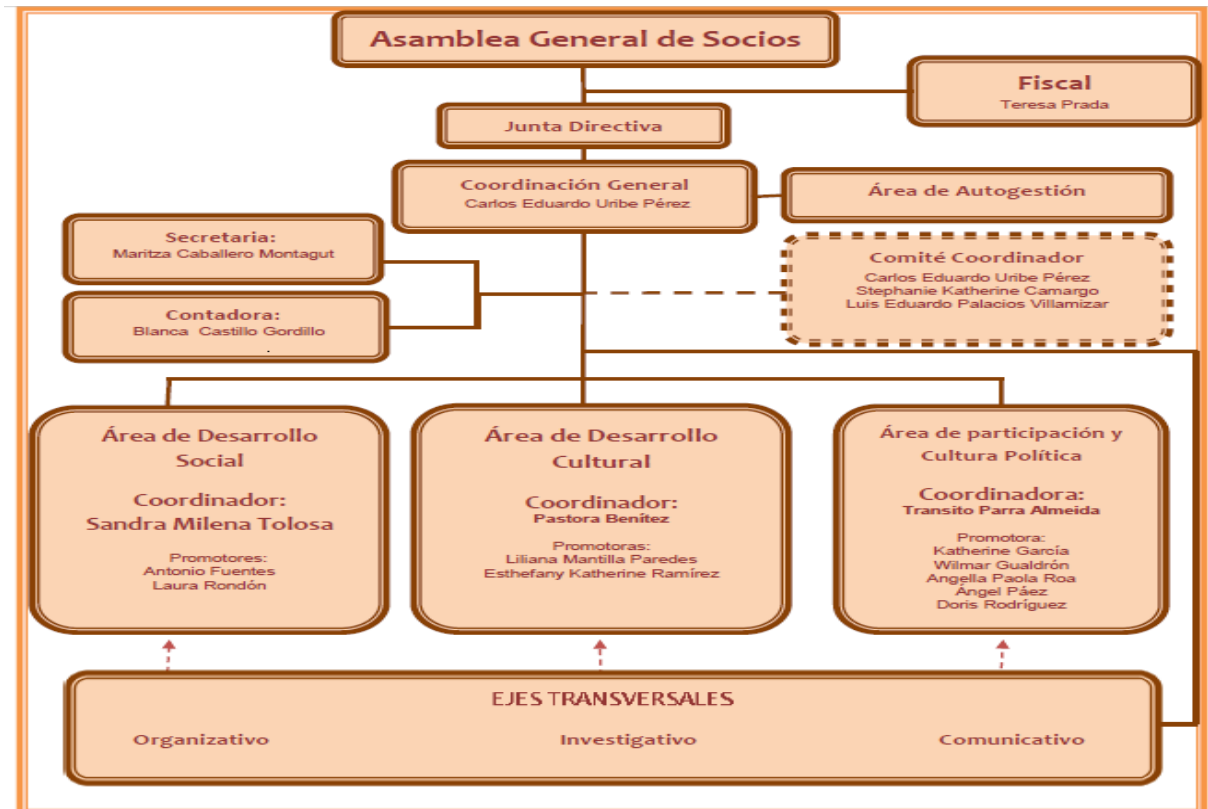 Asamblea General de Socios
Fiscal
Teresa Prada
Junta Directiva
Coordinación General
Carlos Eduardo Uribe Pérez
Área de Autogestión
Secretaria:
Maritza Caballero Montagut
Comité Coordinador
Carlos Eduardo Uribe Pérez
Stephanie Katherine Camargo
Luis Eduardo Palacios Villamizar
Contadora:
Blanca Castillo Gordillo
.
Área de Desarrollo
Social
Coordinador:
Sandra Milena Tolosa
Promotores:
Antonio Fuentes
Laura Rondón
Área de Desarrollo
Cultural
Coordinador:
Pastora Benítez
Promotoras:
Liliana Mantilla Paredes
Esthefany Katherine Ramírez
Área de participación y
Cultura Política
Coordinadora:
Transito Parra Almeida
Promotora:
Katherine García
Wilmar Gualdrón
Angella Paola Roa
Ángel Páez
Doris Rodríguez
EJES TRANSVERSALES
Organizativo Investigativo Comunicativo